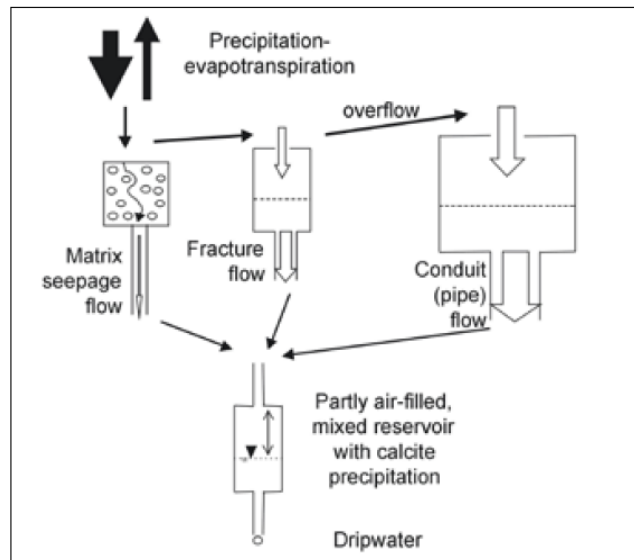 Precipitation-
evapotranspiration
overflow
Matrix
seepage
flow
Fracture
flow
Conduit
(pipe)
flow
Partly air-filled,
mixed reservoir
with calcite
precipitation
Dripwater